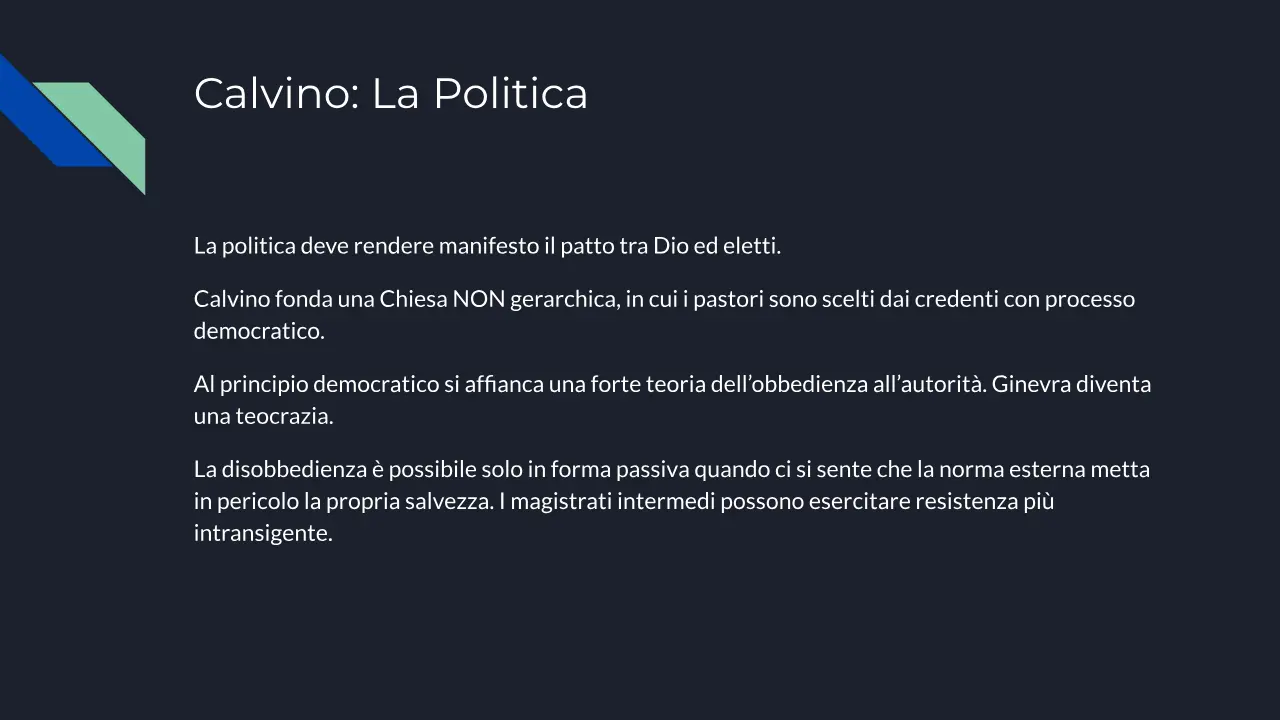 Calvino: La Politica
La politica deve rendere manifesto il patto tra Dio ed eletti.
Calvino fonda una Chiesa NON gerarchica, in cui i pastori sono scelti dai credenti con processo
democratico.
Al principio democratico si affianca una forte teoria dell’obbedienza all’autorità. Ginevra diventa
una teocrazia.
La disobbedienza è possibile solo in forma passiva quando ci si sente che la norma esterna metta
in pericolo la propria salvezza. I magistrati intermedi possono esercitare resistenza più
intransigente.